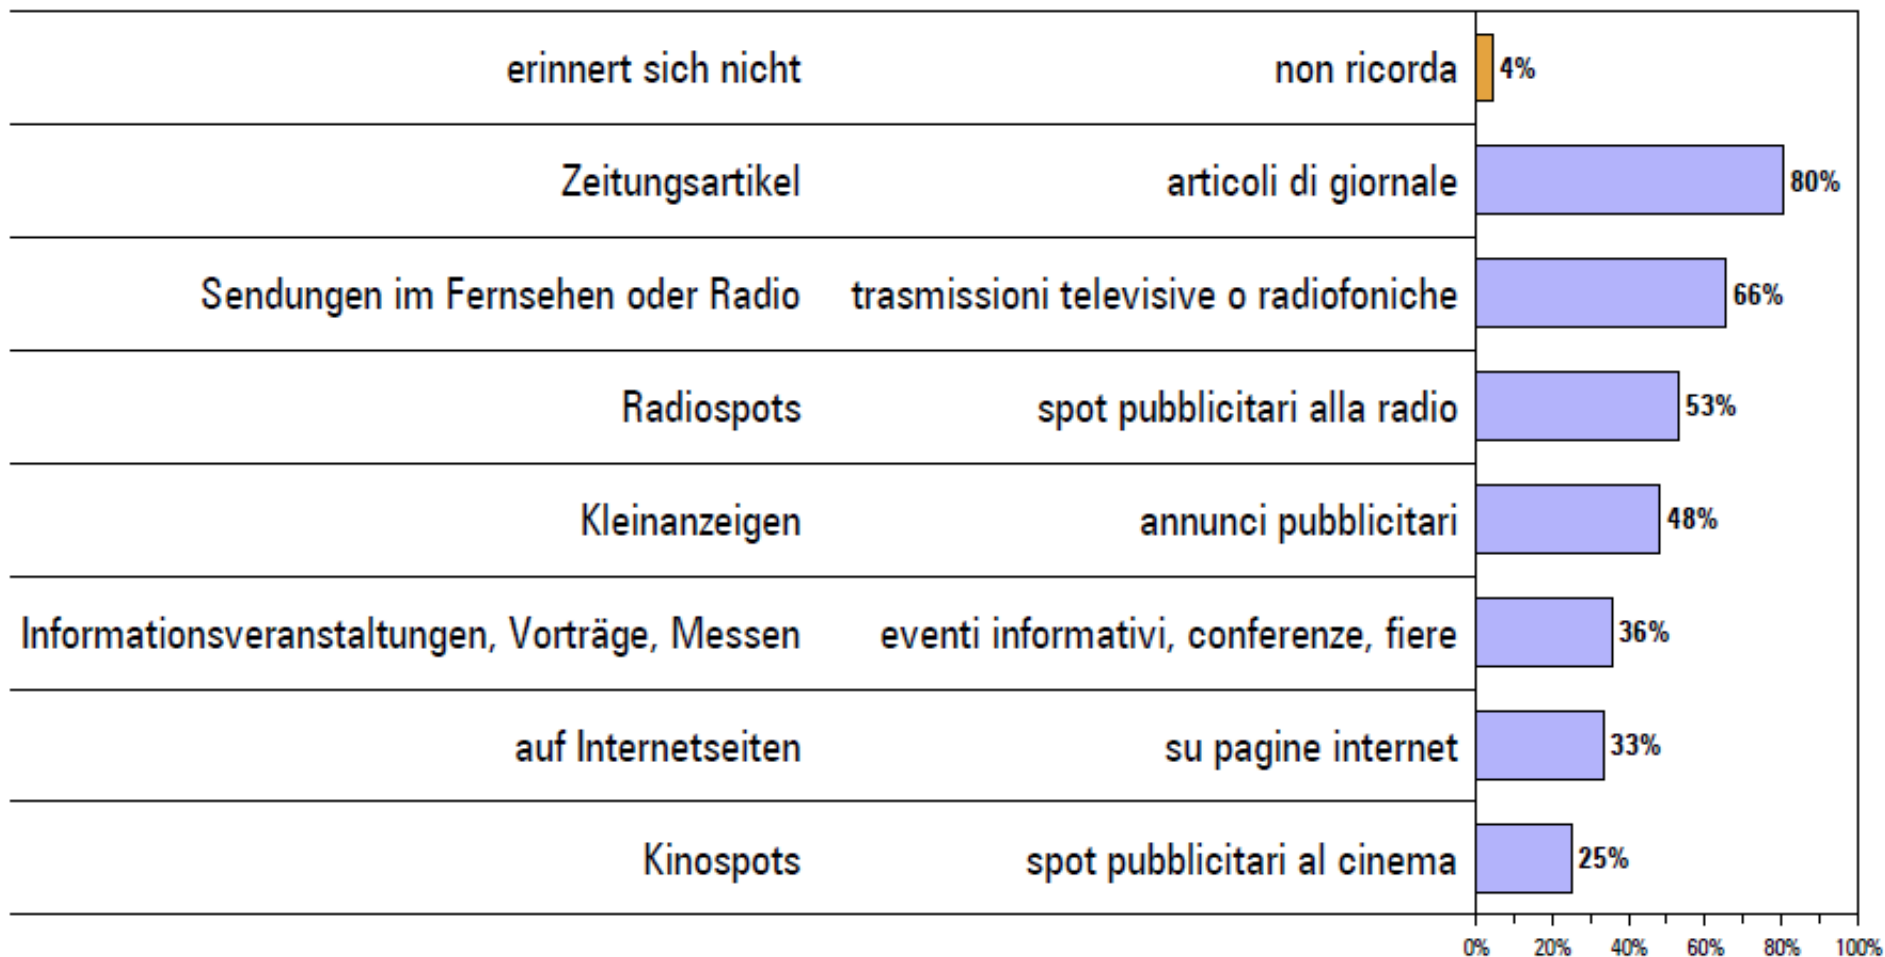 erinnert sich nicht non ricorda 4%
Zeitungsartikel articoli di giornale 80%
Sendungen im Fernsehen oder Radio trasmissioni televisive o radiofoniche 66%
Radiospots spot pubblicitari alla radio 53%
Kleinanzeigen annunci pubblicitari 48%
Informationsveranstaltungen, Vorträge, Messen eventi informativi, conferenze, fiere 36%
auf Internetseiten su pagine internet 33%
Kinospots spot pubblicitari al cinema 25%
0% 20% 40% 60% 80% 100%